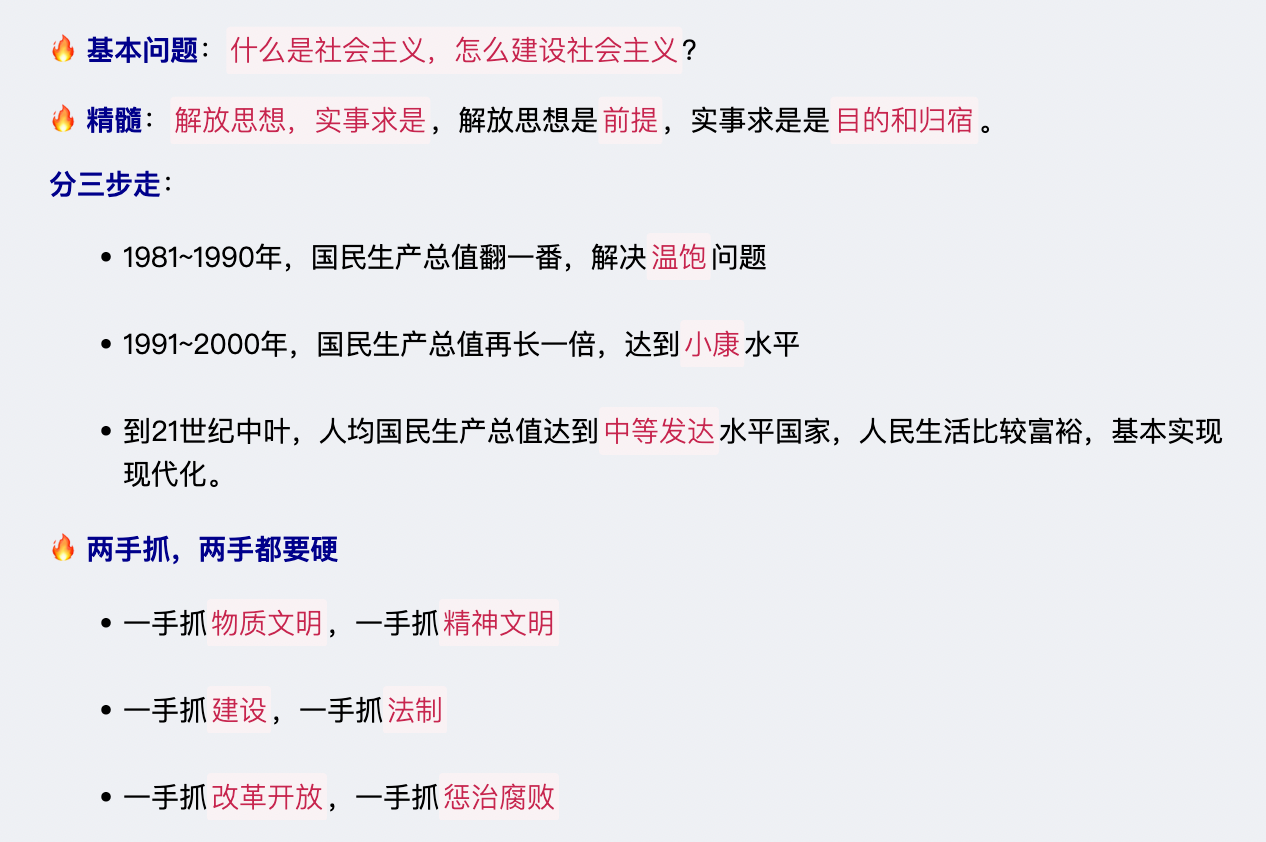 🔥 基本问题：什么是社会主义，怎么建设社会主义？
🔥 精髓：解放思想，实事求是，解放思想是前提，实事求是是目的和归宿。
分三步走：
• 1981~1990年，国民生产总值翻一番，解决温饱问题
• 1991~2000年，国民生产总值再长一倍，达到小康水平
• 到21世纪中叶，人均国民生产总值达到中等发达水平国家，人民生活比较富裕，基本实现
现代化。
🔥 两手抓，两手都要硬
• 一手抓物质文明，一手抓精神文明
• 一手抓建设，一手抓法制
• 一手抓改革开放，一手抓惩治腐败